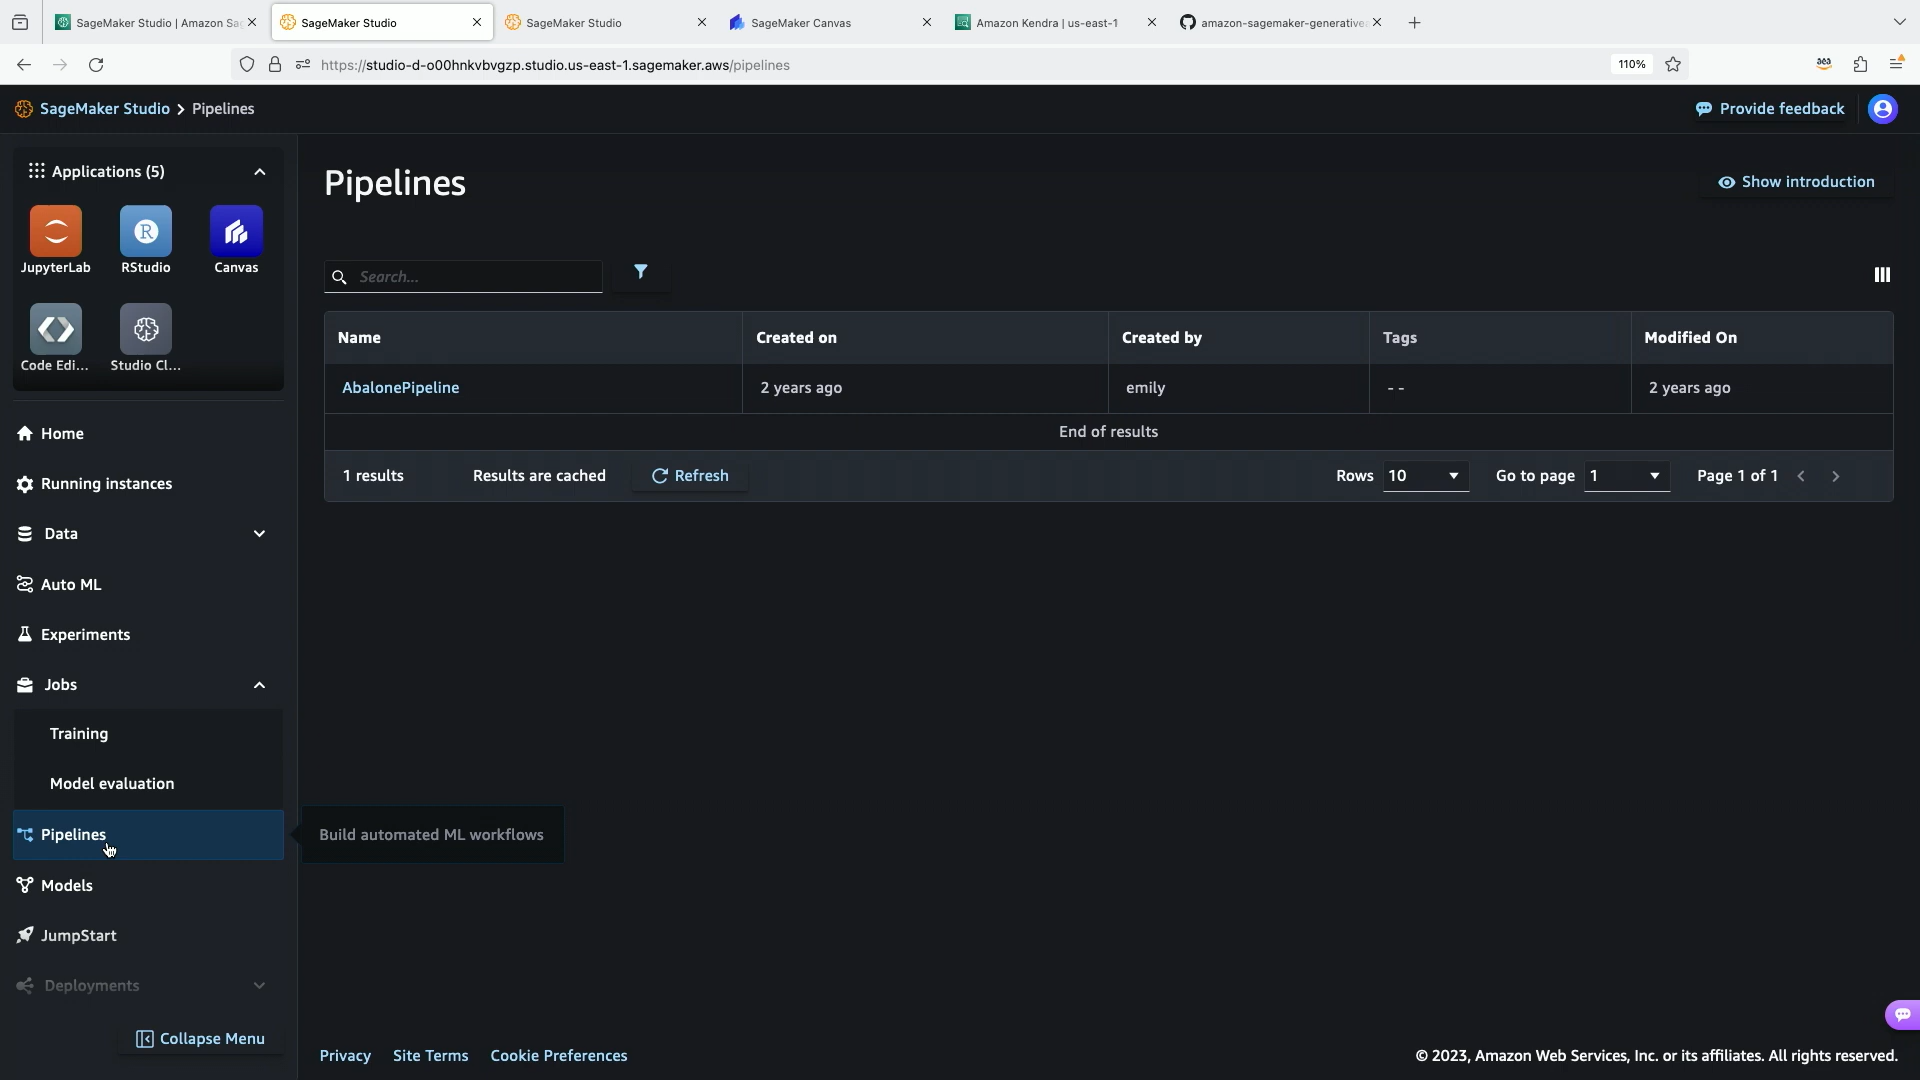 SageMaker Studio | Amazon Sa
SageMaker Studio
SageMaker Studio
SageMaker Canvas
Amazon Kendra | us-east-1
amazon-sagemaker-generativea
https://studio-d-o00hnkvbvgzp.studio.us-east-1.sagemaker.aws/pipelines
110%
SageMaker Studio > Pipelines
Provide feedback
Applications (5)
JupyterLab
RStudio
Canvas
Code Edi...
Studio Cl...
Home
Running instances
Data
Auto ML
Experiments
Jobs
Training
Model evaluation
Pipelines
Build automated ML workflows
Models
JumpStart
Deployments
Collapse Menu
Pipelines
Show introduction
Search...
Name Created on Created by Tags Modified On
AbalonePipeline 2 years ago emily -- 2 years ago
End of results
1 results Results are cached Refresh Rows 10 Go to page 1 Page 1 of 1
Privacy Site Terms Cookie Preferences
© 2023, Amazon Web Services, Inc. or its affiliates. All rights reserved.